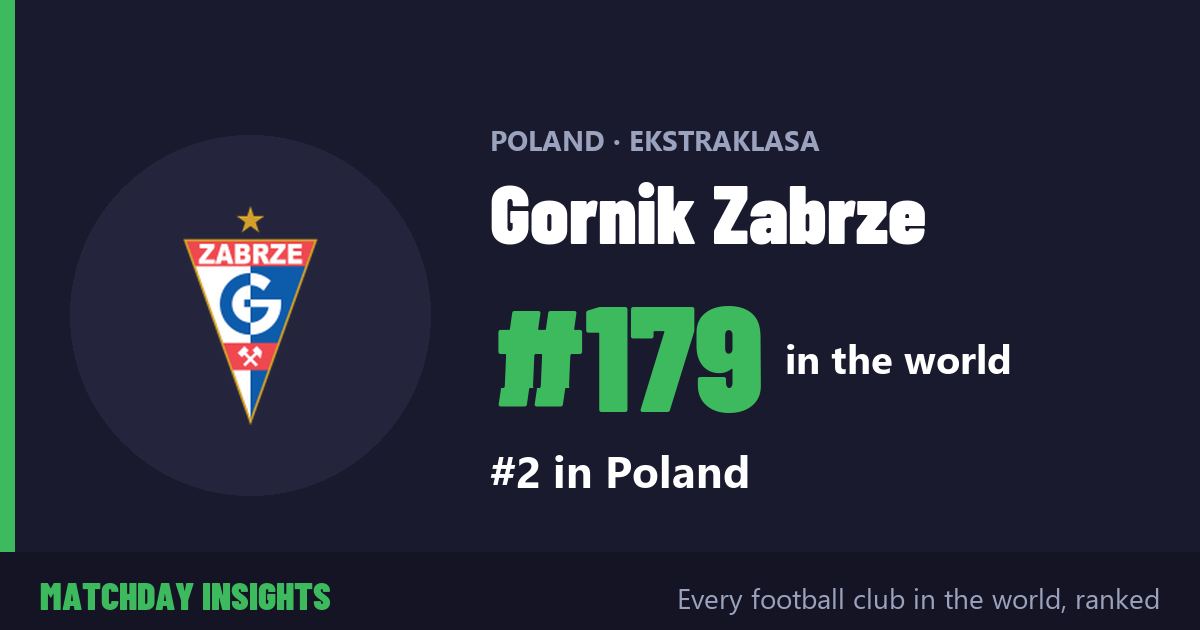 POLAND · EKSTRAKLASA
Gornik Zabrze
ZABRZE
G
#179 in the world
#2 in Poland
MATCHDAY INSIGHTS
Every football club in the world, ranked